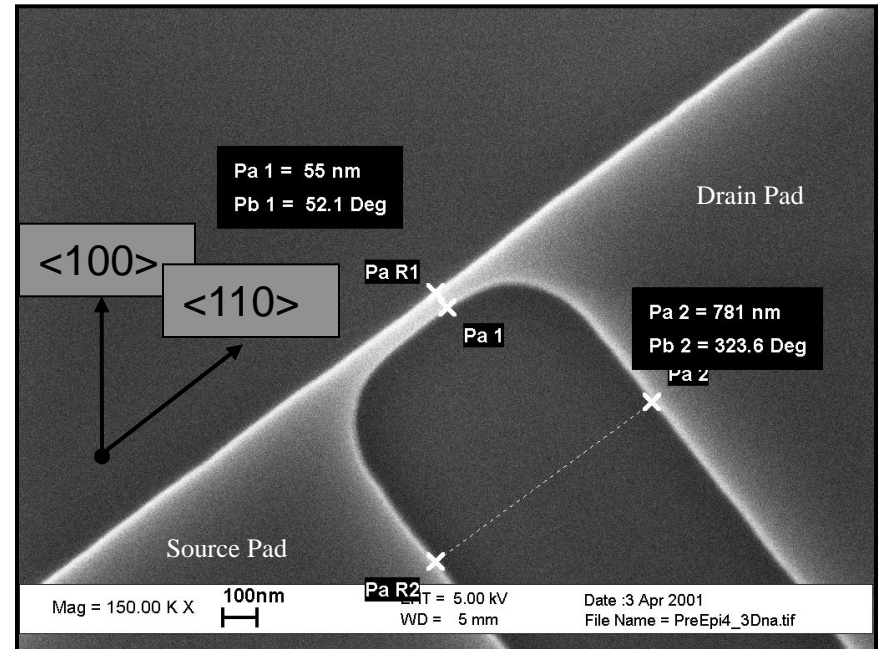 Pa 1 = 55 nm
Pb 1 = 52.1 Deg
Drain Pad
<100>
<110>
Pa R1
Pa 1
Pa 2 = 781 nm
Pb 2 = 323.6 Deg
Pa 2
Source Pad
Pa R2
Mag = 150.00 K X
100nm
= 5.00 kV
WD = 5 mm
Date :3 Apr 2001
File Name = PreEpi4_3Dna.tif